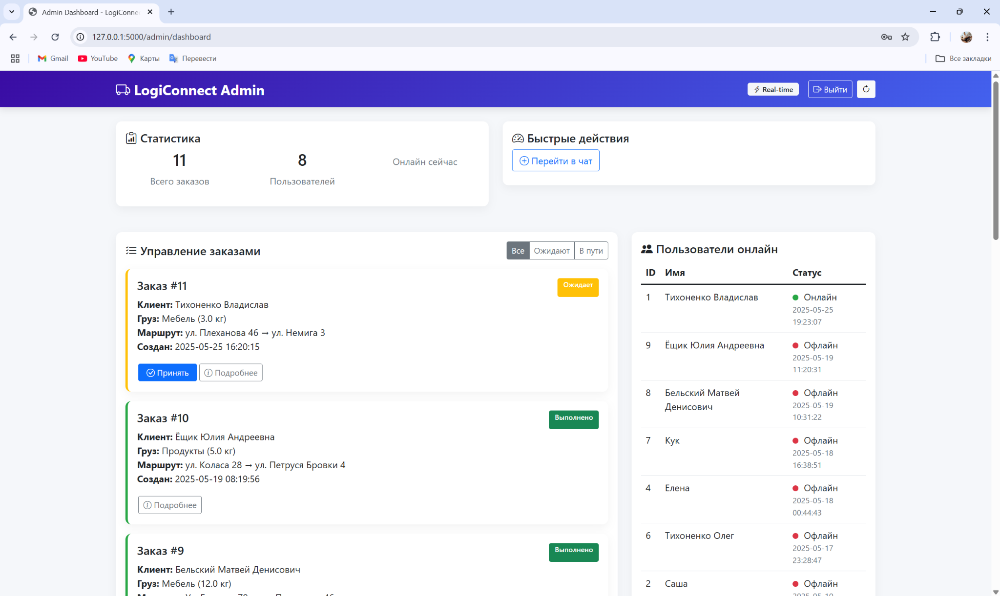 Admin Dashboard - LogiConne
127.0.0.1:5000/admin/dashboard
Gmail
YouTube
Карты
Перевести
Все закладки
LogiConnect Admin
Real-time
Выйти
Статистика
11
Всего заказов
8
Пользователей
Онлайн сейчас
Быстрые действия
Перейти в чат
Управление заказами
Все
Ожидают
В пути
Заказ #11
Ожидает
Клиент: Тихоненко Владислав
Груз: Мебель (3.0 кг)
Маршрут: ул. Плеханова 46 → ул. Немига 3
Создан: 2025-05-25 16:20:15
Принять
Подробнее
Заказ #10
Выполнено
Клиент: Ёщик Юлия Андреевна
Груз: Продукты (5.0 кг)
Маршрут: ул. Коласа 28 → ул. Петруся Бровки 4
Создан: 2025-05-19 08:19:56
Подробнее
Заказ #9
Выполнено
Клиент: Бельский Матвей Денисович
Груз: Мебель (12.0 кг)
Пользователи онлайн
ID Имя Статус
1 Тихоненко Владислав Онлайн
2025-05-25
19:23:07
9 Ёщик Юлия Андреевна Офлайн
2025-05-19
11:20:31
8 Бельский Матвей Офлайн
Денисович 2025-05-19
10:31:22
7 Кук Офлайн
2025-05-18
16:38:51
4 Елена Офлайн
2025-05-18
00:44:43
6 Тихоненко Олег Офлайн
2025-05-17
23:28:47
2 Саша Офлайн